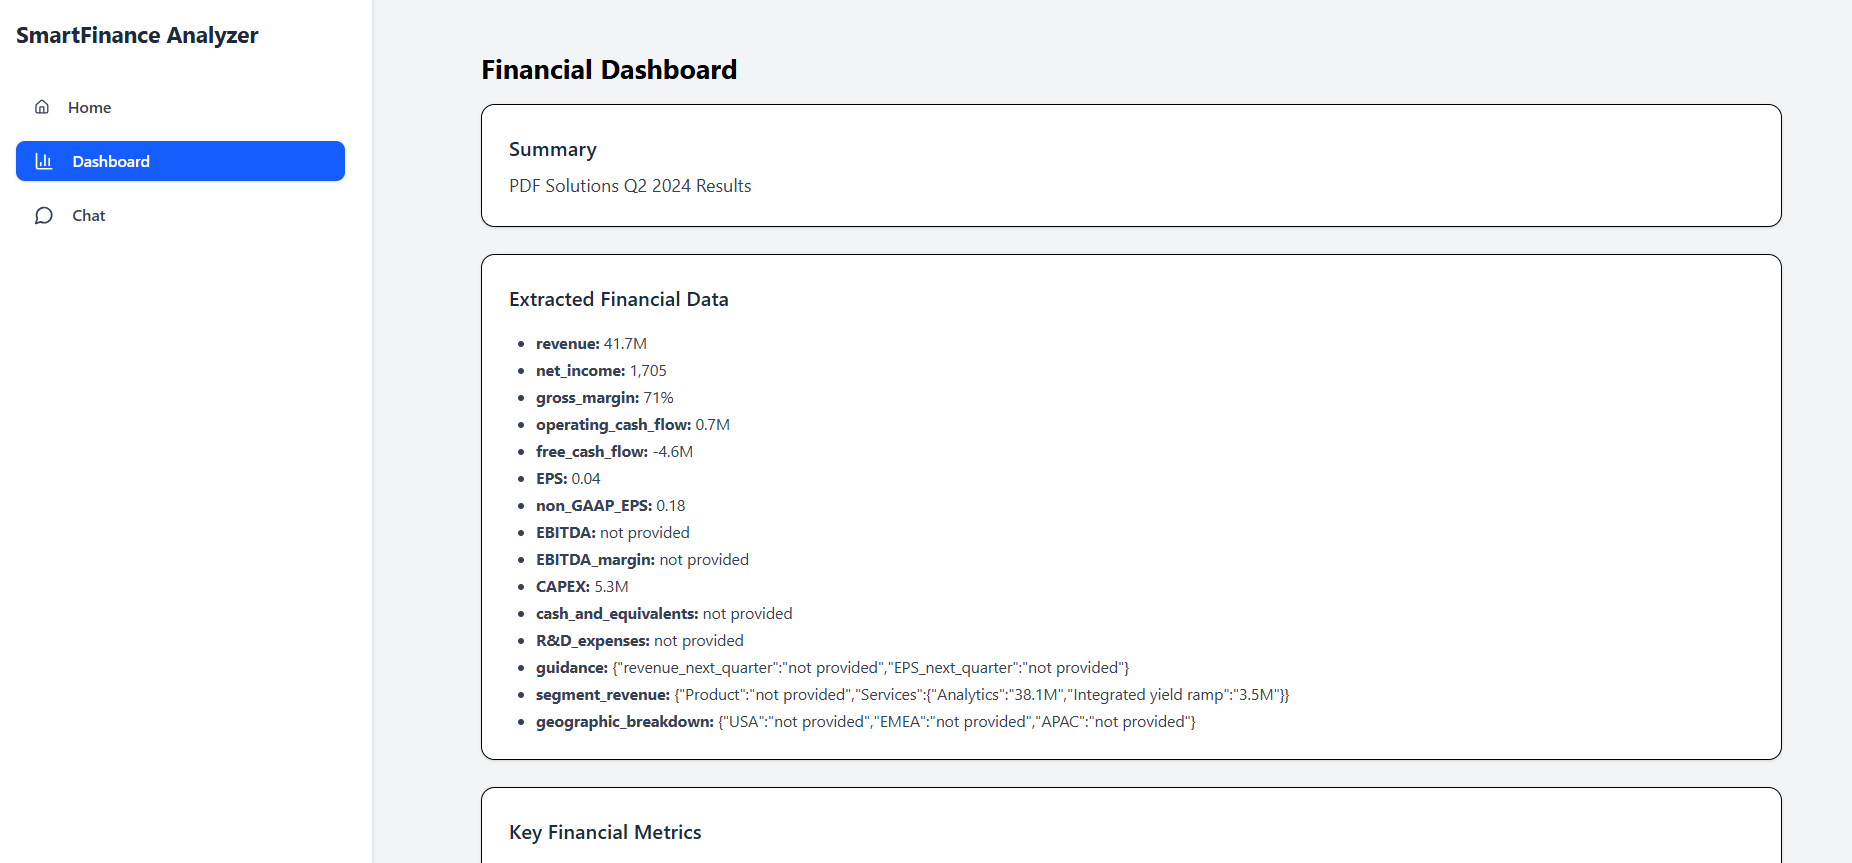 SmartFinance Analyzer
Home
Dashboard
Chat
Financial Dashboard
Summary
PDF Solutions Q2 2024 Results
Extracted Financial Data
revenue: 41.7M
net_income: 1,705
gross_margin: 71%
operating_cash_flow: 0.7M
free_cash_flow: -4.6M
EPS: 0.04
non_GAAP_EPS: 0.18
EBITDA: not provided
EBITDA_margin: not provided
CAPEX: 5.3M
cash_and_equivalents: not provided
R&D_expenses: not provided
guidance: {"revenue_next_quarter":"not provided","EPS_next_quarter":"not provided"}
segment_revenue: {"Product":"not provided","Services":{"Analytics":"38.1M","Integrated yield ramp":"3.5M"}}
geographic_breakdown: {"USA":"not provided","EMEA":"not provided","APAC":"not provided"}
Key Financial Metrics